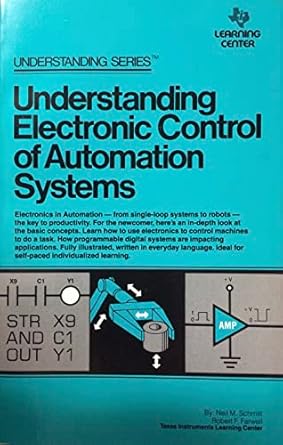 LEARNING
CENTER
UNDERSTANDING SERIES™
Understanding
Electronic Control
of Automation
Systems
Electronics in Automation — from single-loop systems to robots —
the key to productivity. For the newcomer, here's an in-depth look at
the basic concepts. Learn how to use electronics to control machines
to do a task. How programmable digital systems are impacting
applications. Fully illustrated, written in everyday language. Ideal for
self-paced individualized learning.
X9 C1 Y1
STR X9
AND C1
OUT Y1
+V
AMP
-V
By: Neil M. Schmitt
Robert F. Farwell
Texas Instruments Learning Center